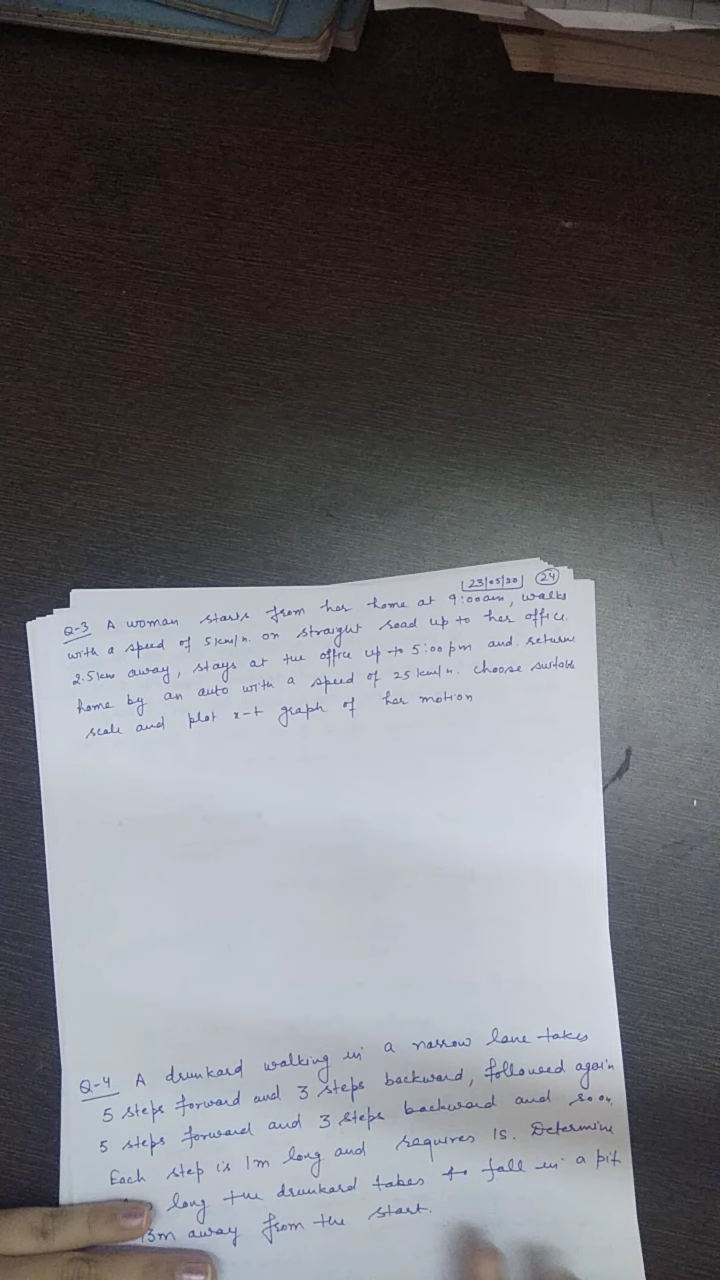 23/05/20 24
Q-3 A woman starts from her home at 9:00am, walks
with a speed of 5km/h. on straight road up to her office
2.5km away, stays at the office up to 5:00pm and return
home by an auto with a speed of 25km/h. choose suitable
scale and plot x-t graph of her motion
Q-4 A drunkard walking in a narrow lane takes
5 steps forward and 3 steps backward, followed again
5 steps forward and 3 steps backward and so on.
Each step is 1m long and requires 1s. Determine
long the drunkard takes to fall in a pit
3m away from the start.